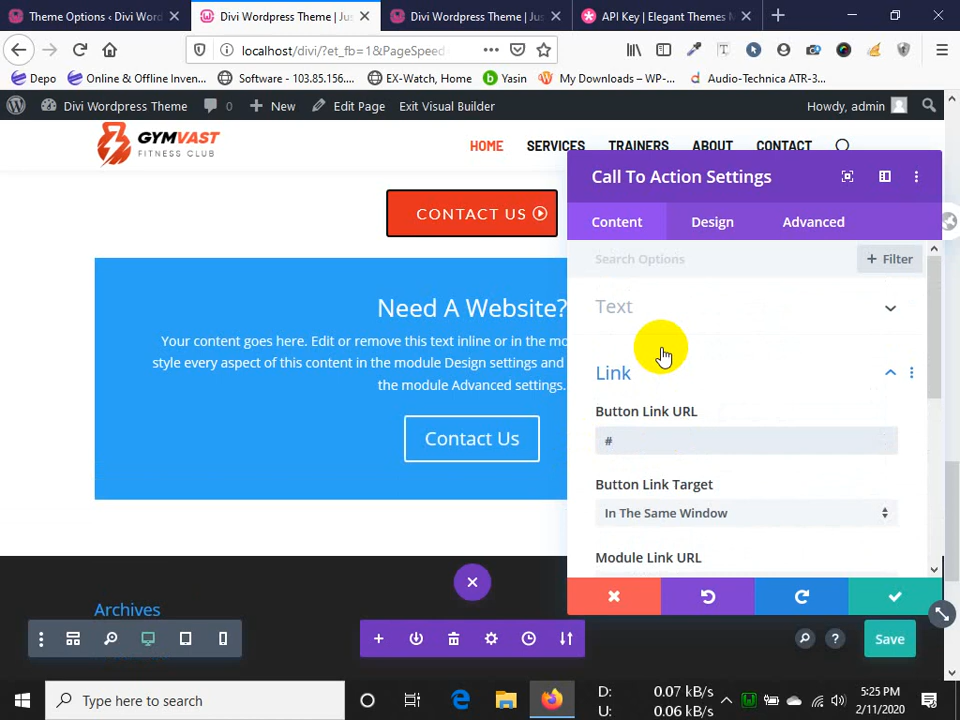 Theme Options ‹ Divi Word
Divi Wordpress Theme | Jus
Divi Wordpress Theme | Jus
API Key | Elegant Themes M
localhost/divi/?et_fb=1&PageSpeed
Depo
Online & Offline Inven...
Software - 103.85.156....
EX-Watch, Home
Yasin
My Downloads – WP-...
Audio-Technica ATR-3...
Divi Wordpress Theme
0
New
Edit Page
Exit Visual Builder
Howdy, admin
GYMVAST
FITNESS CLUB
HOME
SERVICES
TRAINERS
ABOUT
CONTACT
CONTACT US
Need A Website?
Your content goes here. Edit or remove this text inline or in the mo
style every aspect of this content in the module Design settings and
the module Advanced settings.
Contact Us
Archives
Call To Action Settings
Content
Design
Advanced
Search Options
+ Filter
Text
Link
Button Link URL
#
Button Link Target
In The Same Window
Module Link URL
Save
Type here to search
D: 0.07 kB/s
U: 0.06 kB/s
5:25 PM
2/11/2020